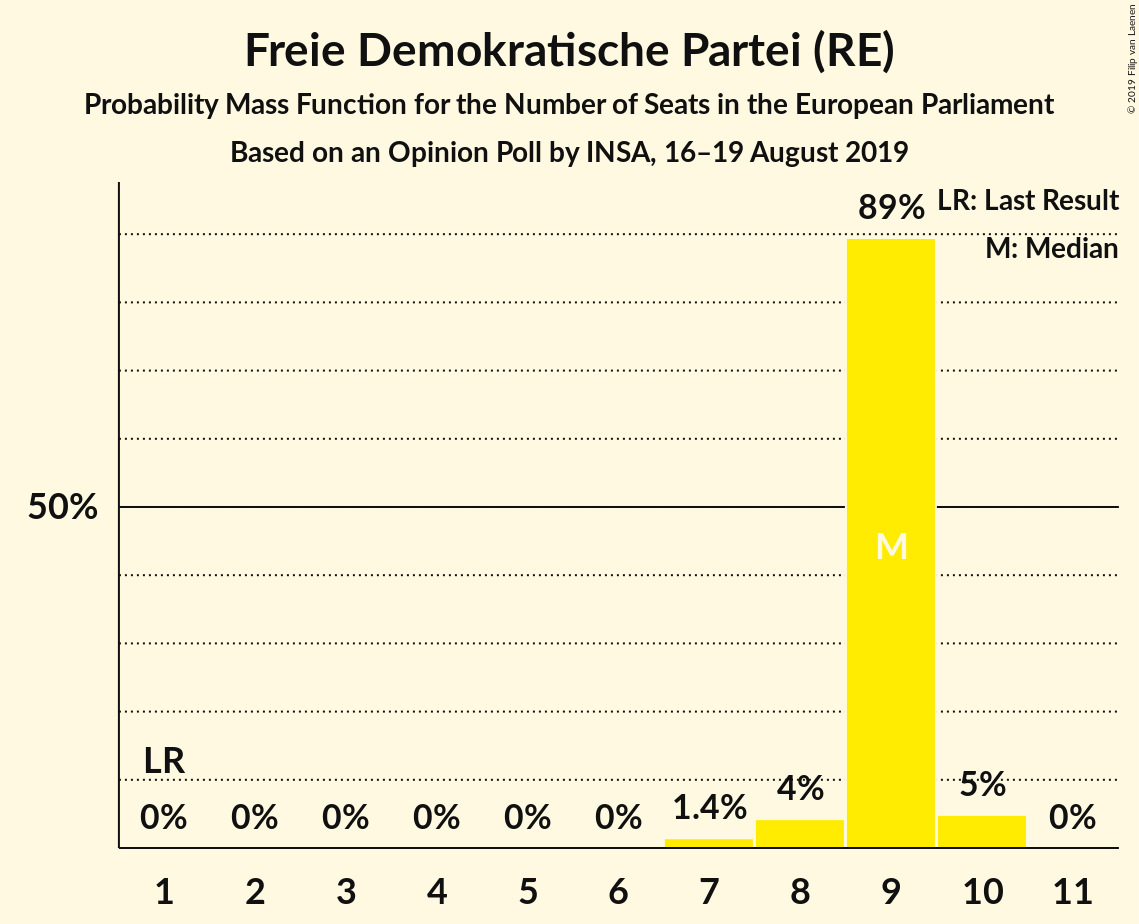 Freie Demokratische Partei (RE)
Probability Mass Function for the Number of Seats in the European Parliament
Based on an Opinion Poll by INSA, 16–19 August 2019
© 2019 Filip van Laenen
LR: Last Result
M: Median
89%
50%
M
LR
0% 0% 0% 0% 0% 0% 1.4% 4% 5% 0%
1 2 3 4 5 6 7 8 9 10 11